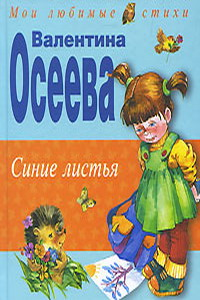 Мои любимые стихи
Валентина
Осеева
Синие листья